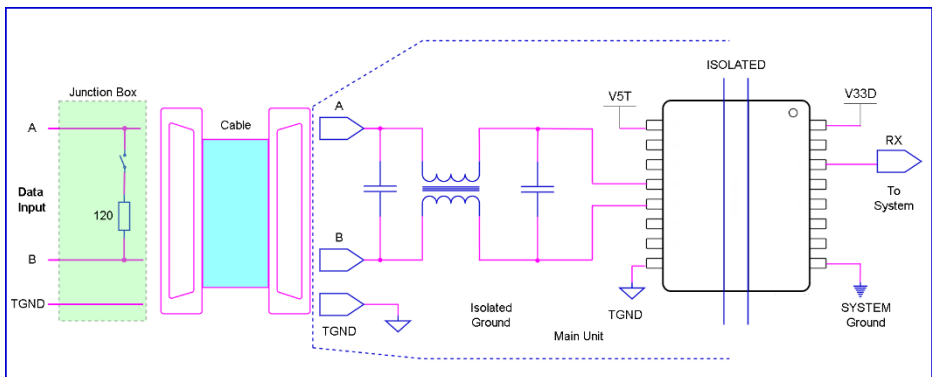 ISOLATED
Junction Box
V5T
V33D
A
Cable
A
RX
Data
Input
120
To
System
B
B
TGND
TGND
Isolated
Ground
Main Unit
TGND
SYSTEM
Ground